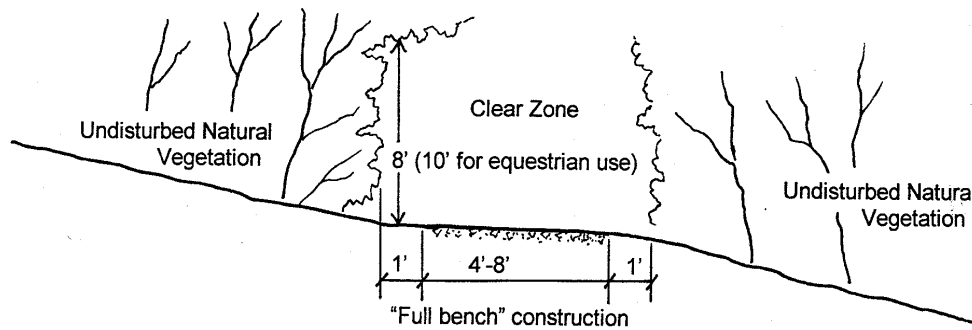 Clear Zone
Undisturbed Natural
Vegetation
8' (10' for equestrian use)
Undisturbed Natura
Vegetation
1'
4'-8'
1'
"Full bench" construction